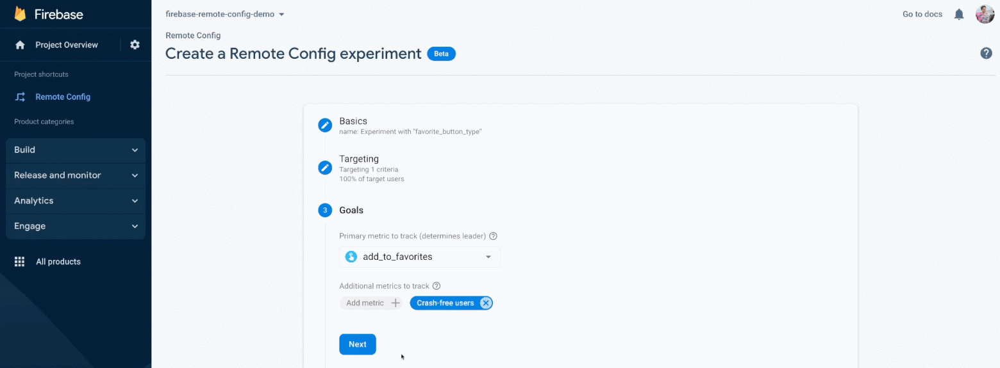 Firebase
Project Overview
Project shortcuts
Remote Config
Product categories
Build
Release and monitor
Analytics
Engage
All products
firebase-remote-config-demo
Go to docs
Remote Config
Create a Remote Config experiment Beta
?
Basics
name: Experiment with "favorite_button_type"
Targeting
Targeting 1 criteria
100% of target users
3 Goals
Primary metric to track (determines leader) ?
add_to_favorites
Additional metrics to track ?
Add metric + Crash-free users
Next